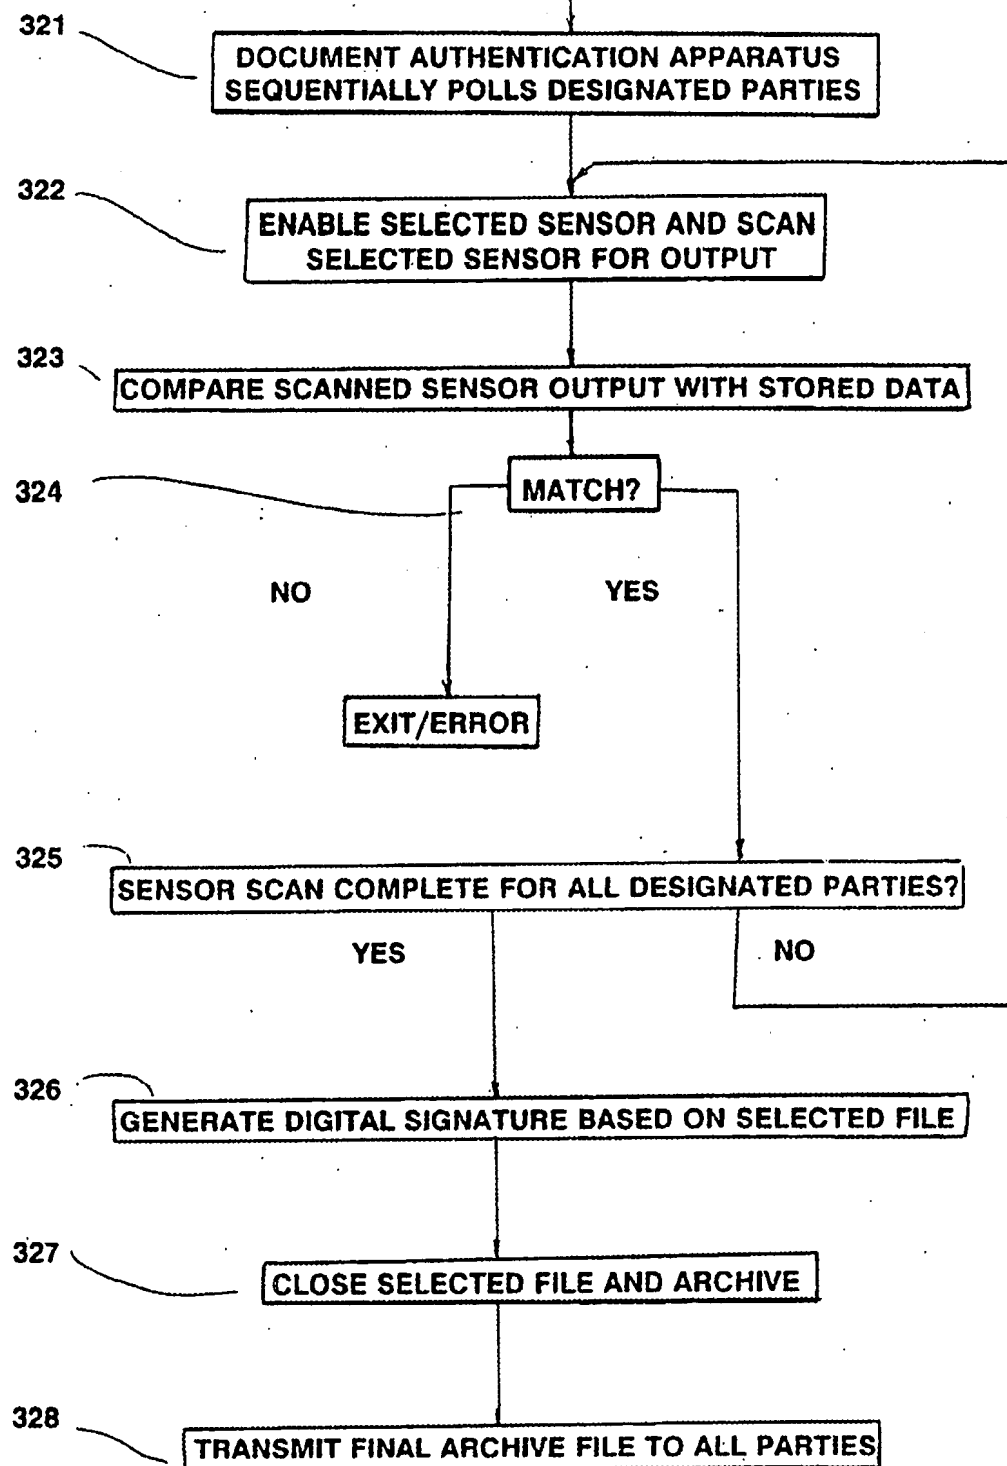 321
DOCUMENT AUTHENTICATION APPARATUS
SEQUENTIALLY POLLS DESIGNATED PARTIES
322
ENABLE SELECTED SENSOR AND SCAN
SELECTED SENSOR FOR OUTPUT
323
COMPARE SCANNED SENSOR OUTPUT WITH STORED DATA
324
MATCH?
NO
YES
EXIT/ERROR
325
SENSOR SCAN COMPLETE FOR ALL DESIGNATED PARTIES?
YES
NO
326
GENERATE DIGITAL SIGNATURE BASED ON SELECTED FILE
327
CLOSE SELECTED FILE AND ARCHIVE
328
TRANSMIT FINAL ARCHIVE FILE TO ALL PARTIES